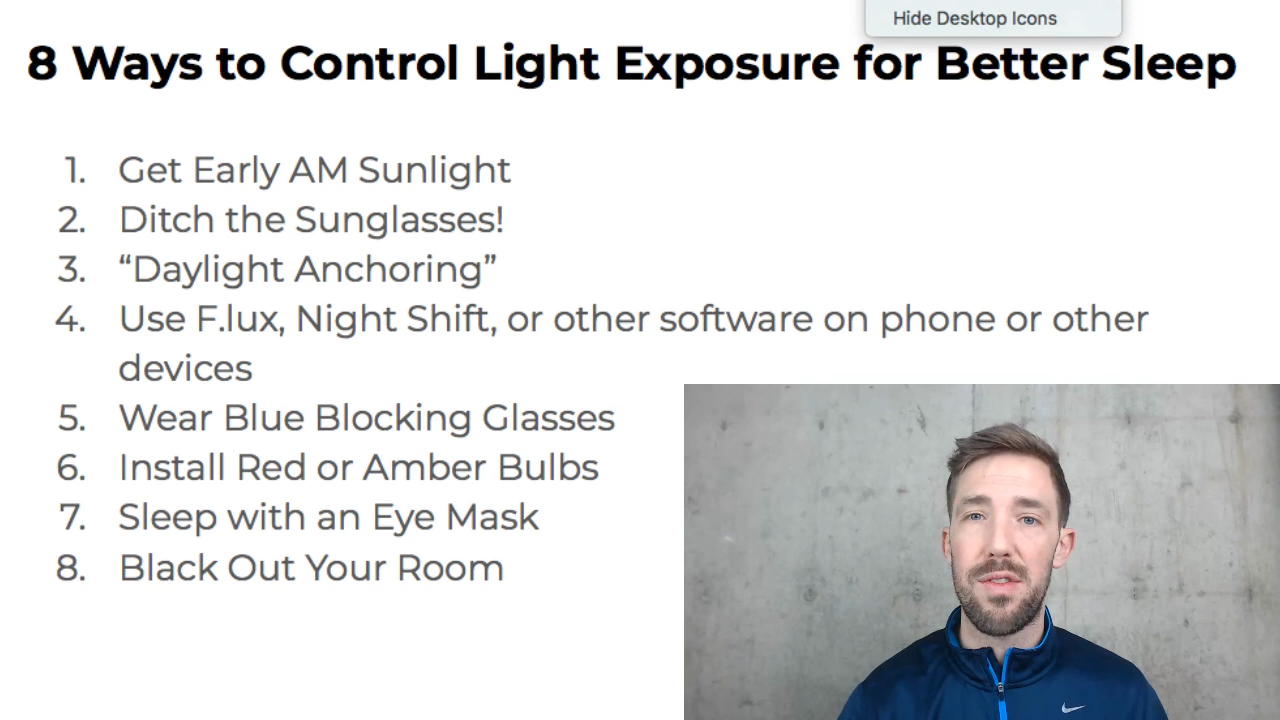 Hide Desktop Icons
8 Ways to Control Light Exposure for Better Sleep
1. Get Early AM Sunlight
2. Ditch the Sunglasses!
3. “Daylight Anchoring”
4. Use F.lux, Night Shift, or other software on phone or other
devices
5. Wear Blue Blocking Glasses
6. Install Red or Amber Bulbs
7. Sleep with an Eye Mask
8. Black Out Your Room